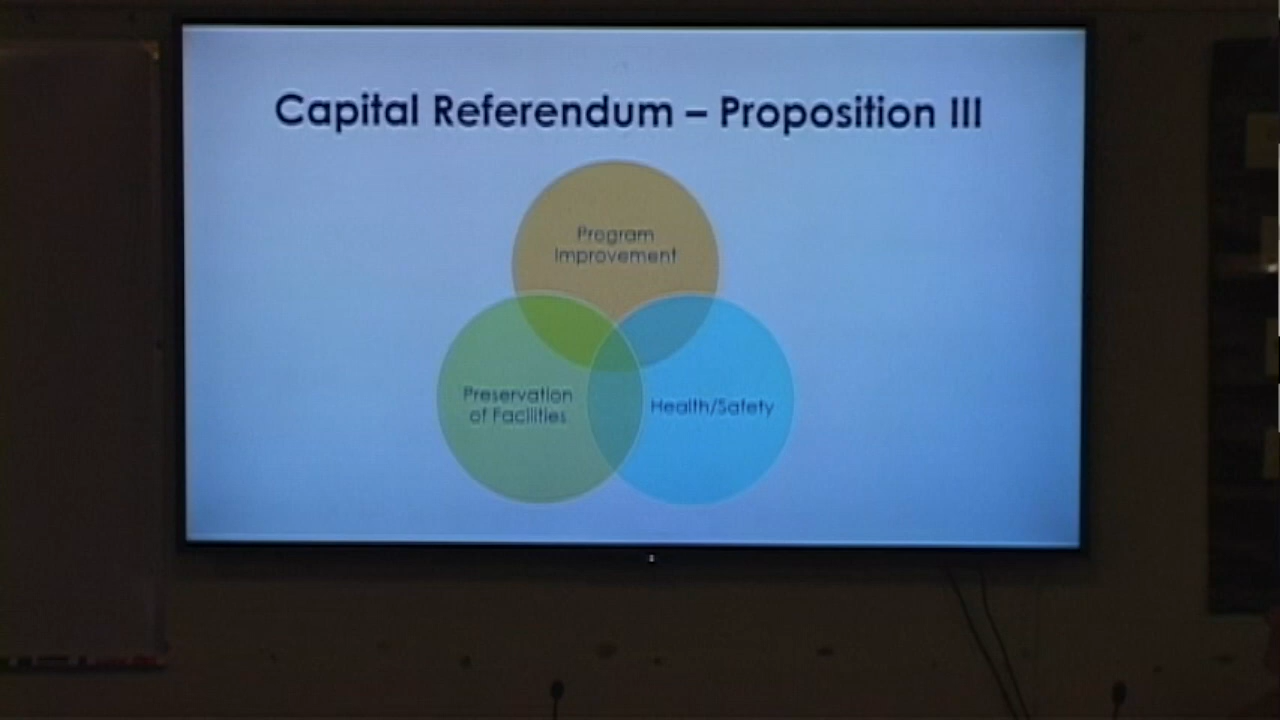 Capital Referendum – Proposition III
Program
Improvement
Preservation
of Facilities
Health/Safety